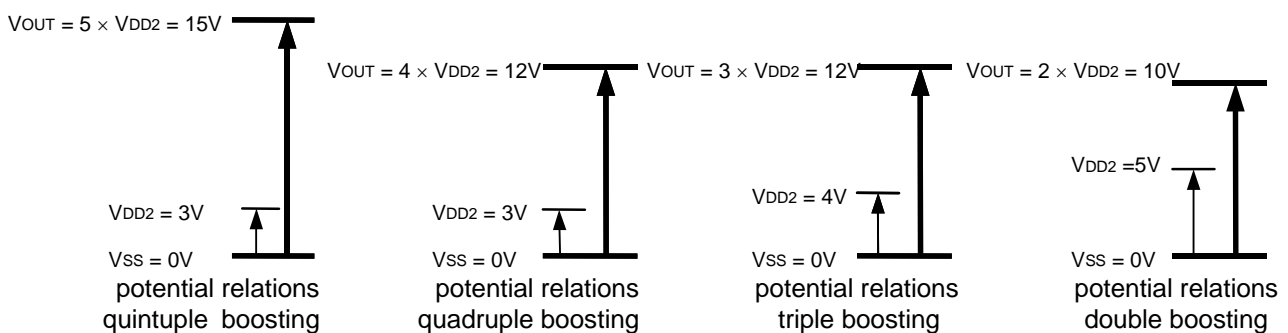 VOUT = 5 × VDD2 = 15V
VDD2 = 3V
VSS = 0V
potential relations
quintuple boosting
VOUT = 4 × VDD2 = 12V
VDD2 = 3V
VSS = 0V
potential relations
quadruple boosting
VOUT = 3 × VDD2 = 12V
VDD2 = 4V
VSS = 0V
potential relations
triple boosting
VOUT = 2 × VDD2 = 10V
VDD2 =5V
VSS = 0V
potential relations
double boosting